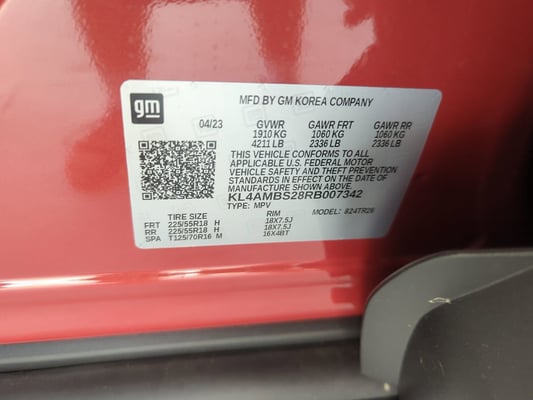 gm
MFD BY GM KOREA COMPANY
04/23 GVWR GAWR FRT GAWR RR
1910 KG 1060 KG 1060 KG
4211 LB 2336 LB 2336 LB
THIS VEHICLE CONFORMS TO ALL
APPLICABLE U.S. FEDERAL MOTOR
VEHICLE SAFETY STANDARDS IN
EFFECT ON THE DATE OF
MANUFACTURE SHOWN ABOVE.
KL4AMBS28RB007342
TYPE: MPV MODEL: 824TR26
TIRE SIZE RIM
FRT 225/55R18 H 18X7.5J
RR 225/55R18 H 18X7.5J
SPA T125/70R16 M 16X4BT